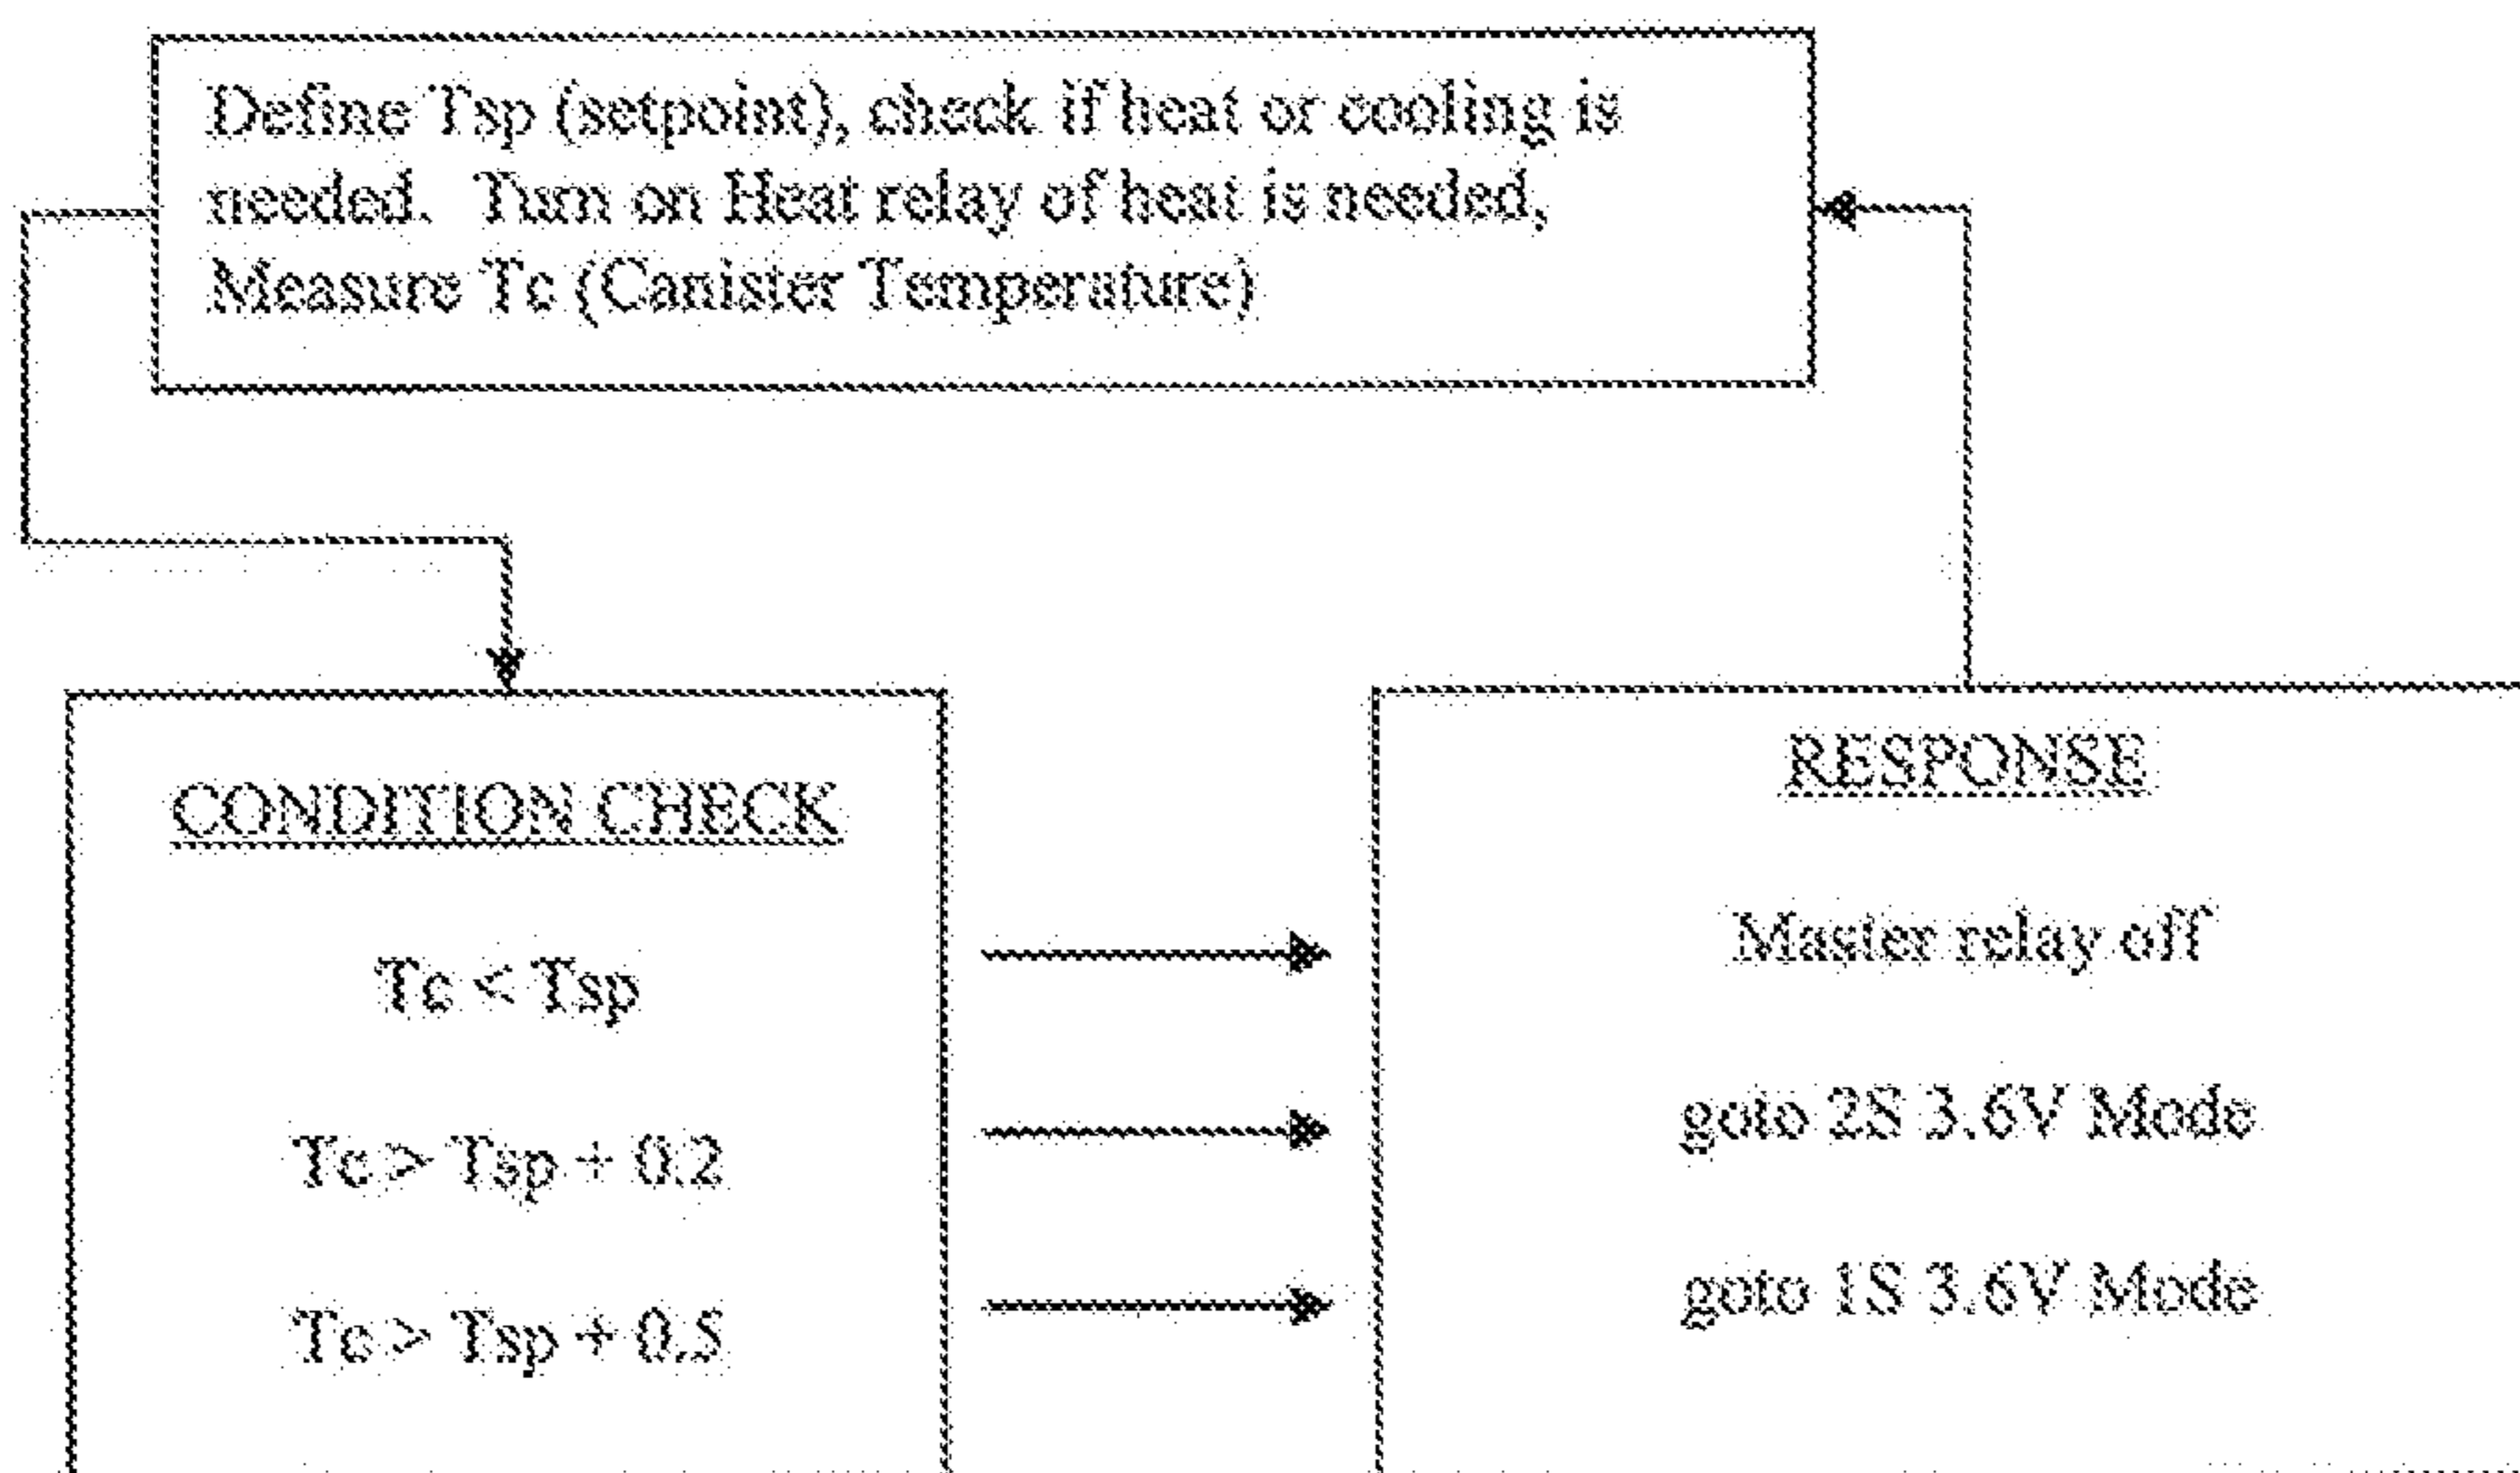 Define Tsp (setpoint), check if heat or cooling is
needed. Turn on Heat relay of heat is needed,
Measure Tc (Canister Temperature)
CONDITION CHECK
Tc < Tsp
Tc > Tsp + 0.2
Tc > Tsp + 0.5
RESPONSE
Master relay off
goto 2S 3.6V Mode
goto 1S 3.6V Mode